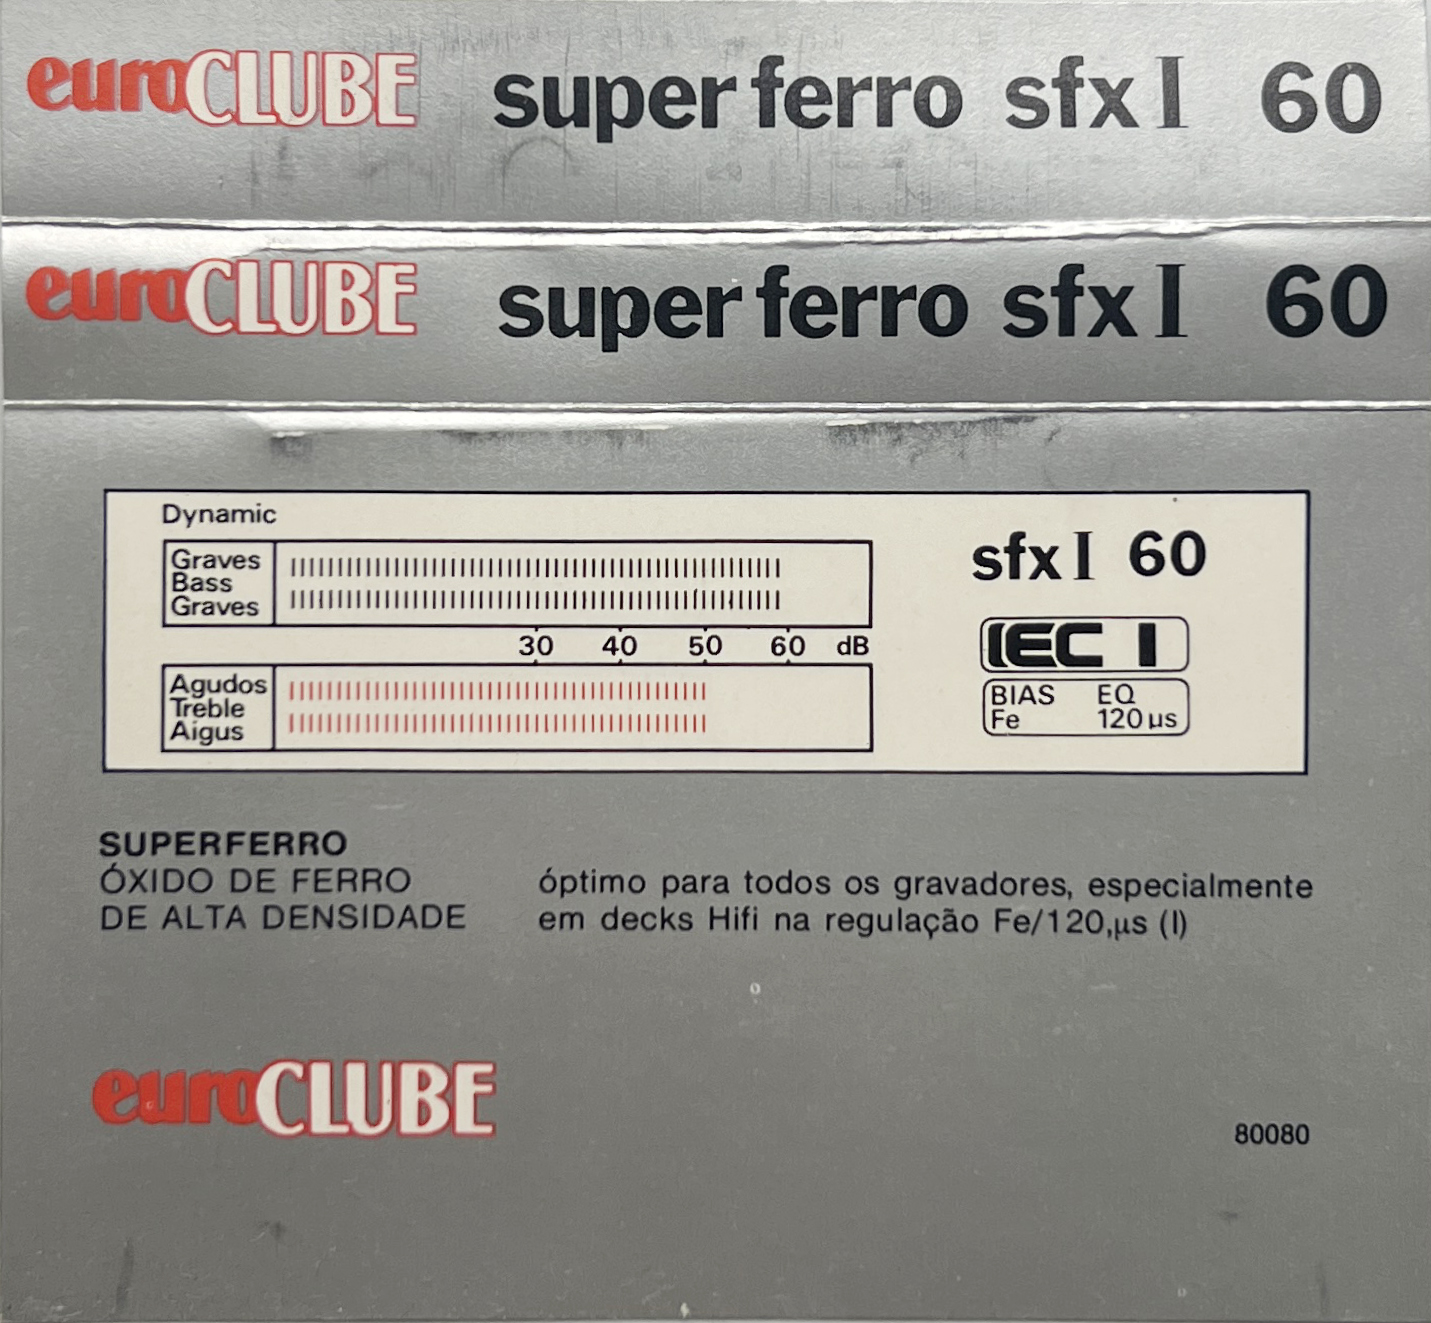 euroCLUBE super ferro sfx I 60
euroCLUBE super ferro sfx I 60
Dynamic
Graves
Bass
Graves
30 40 50 60 dB
Agudos
Treble
Aigus
sfx I 60
IEC I
BIAS EQ
Fe 120 µs
SUPERFERRO
ÓXIDO DE FERRO
DE ALTA DENSIDADE
óptimo para todos os gravadores, especialmente
em decks Hifi na regulação Fe/120,µs (I)
euroCLUBE
80080